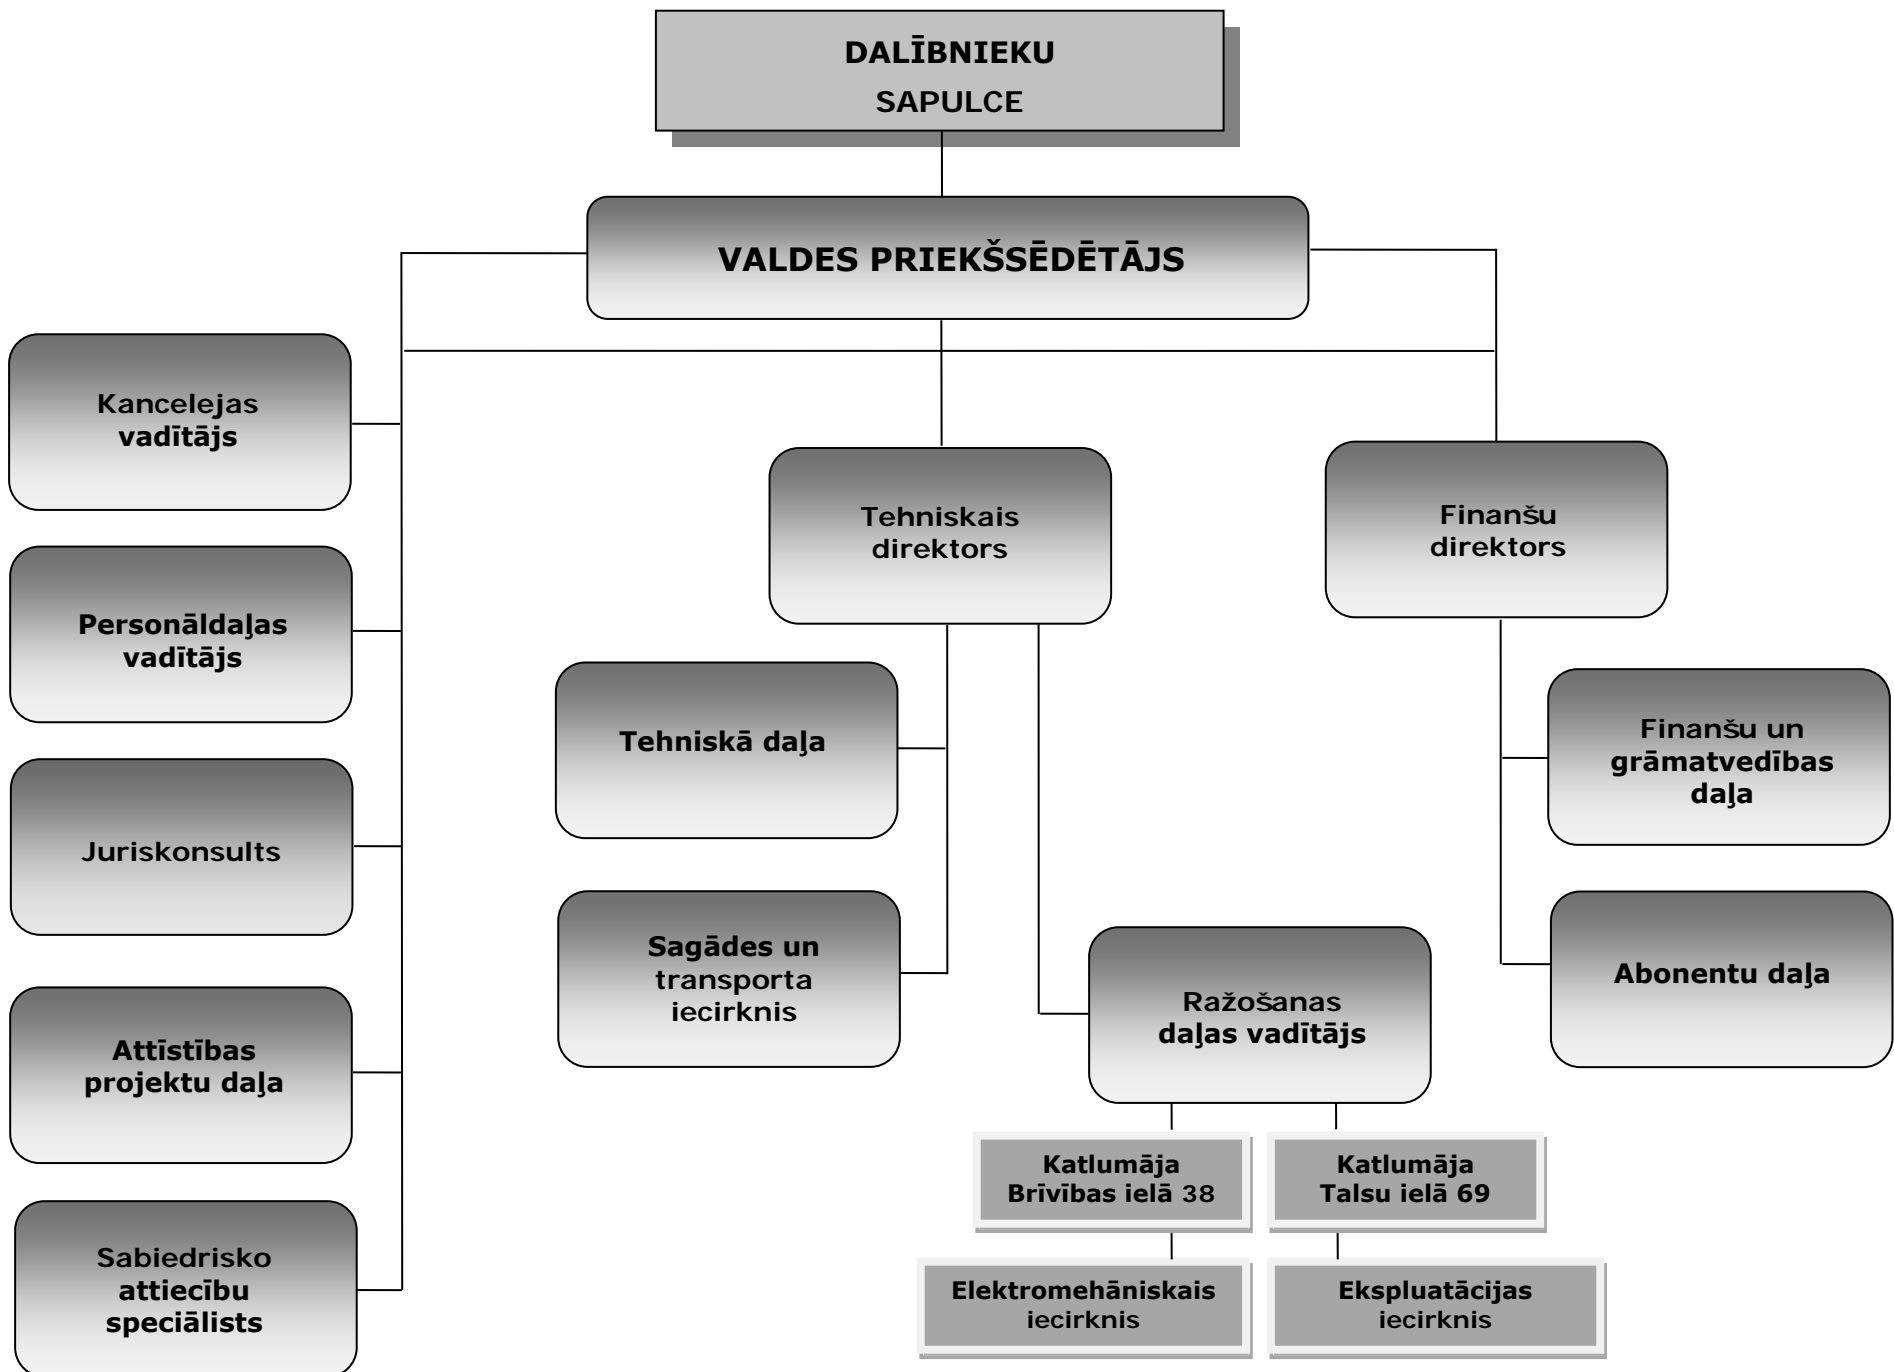 DALĪBNIEKU
SAPULCE
VALDES PRIEKŠSĒDĒTĀJS
Kancelejas
vadītājs
Personāldaļas
vadītājs
Juriskonsults
Attīstības
projektu daļa
Sabiedrisko
attiecību
speciālists
Tehniskais
direktors
Tehniskā daļa
Sagādes un
transporta
iecirknis
Ražošanas
daļas vadītājs
Katlumāja
Brīvības ielā 38
Katlumāja
Talsu ielā 69
Elektromehāniskais
iecirknis
Ekspluatācijas
iecirknis
Finanšu
direktors
Finanšu un
grāmatvedības
daļa
Abonentu daļa